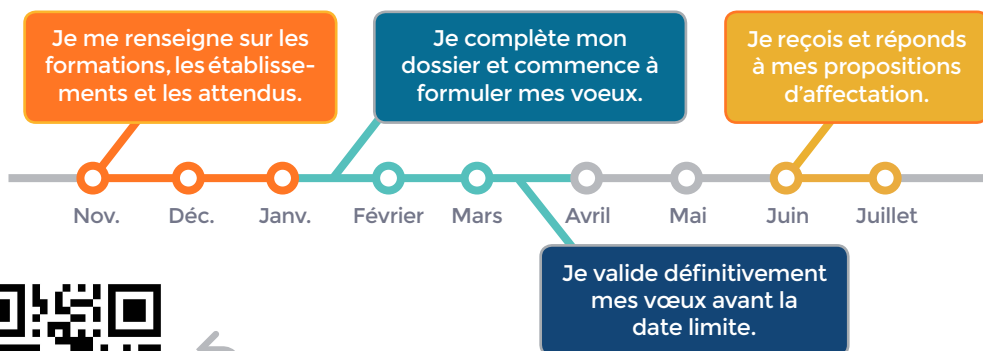 Je me renseigne sur les
formations, les établisse-
ments et les attendus.
Je complète mon
dossier et commence à
formuler mes voeux.
Je reçois et réponds
à mes propositions
d'affectation.
Nov.
Déc.
Janv.
Février
Mars
Avril
Mai
Juin
Juillet
Je valide définitivement
mes vœux avant la
date limite.